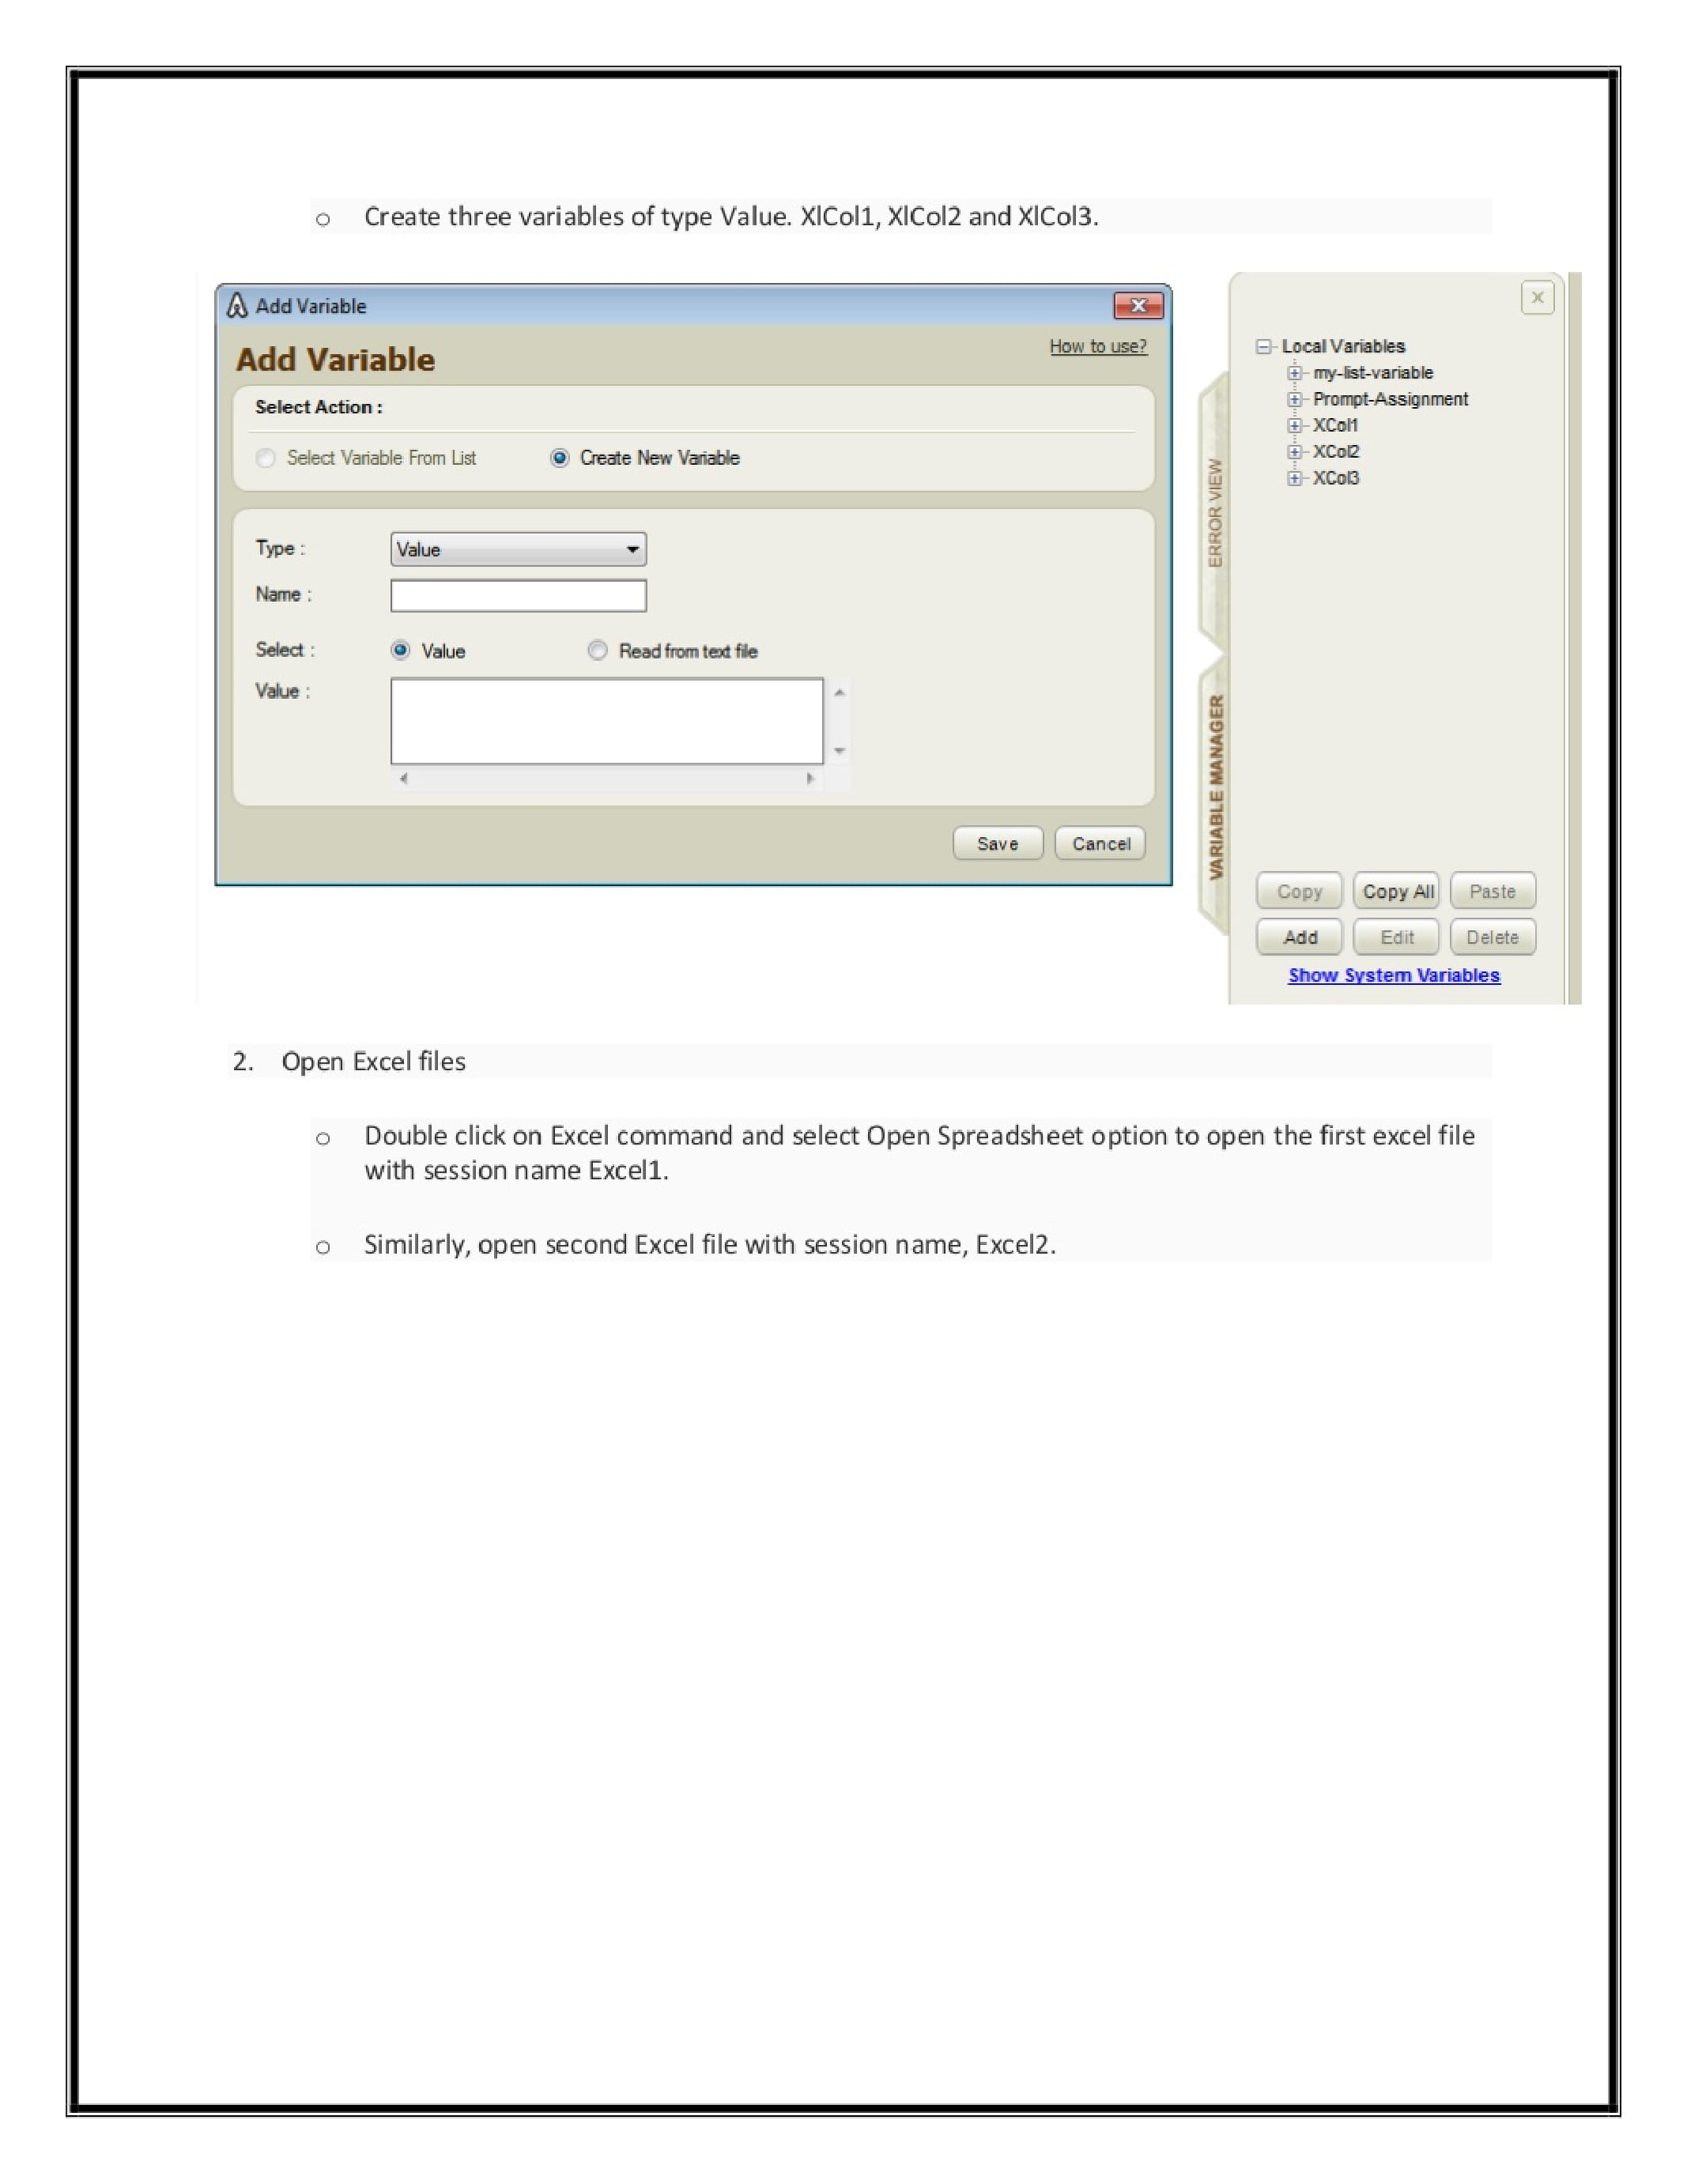 o Create three variables of type Value. XlCol1, XlCol2 and XlCol3.
Add Variable
Add Variable
How to use?
Select Action :
Select Variable From List
Create New Variable
Type :
Value
Name :
Select :
Value
Read from text file
Value :
Save
Cancel
ERROR VIEW
VARIABLE MANAGER
Local Variables
my-list-variable
Prompt-Assignment
XCol1
XCol2
XCol3
Copy
Copy All
Paste
Add
Edit
Delete
Show System Variables
2. Open Excel files
o Double click on Excel command and select Open Spreadsheet option to open the first excel file
with session name Excel1.
o Similarly, open second Excel file with session name, Excel2.